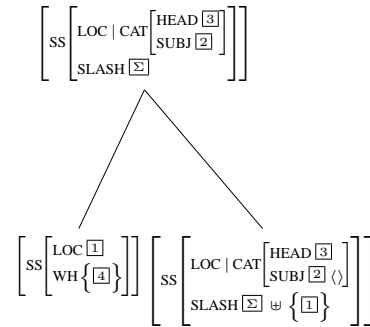 SS LOC | CAT HEAD 3
SUBJ 2
SLASH Σ
SS LOC 1
WH { 4 }
SS LOC | CAT HEAD 3
SUBJ 2 ⟨⟩
SLASH Σ ⊎ { 1 }